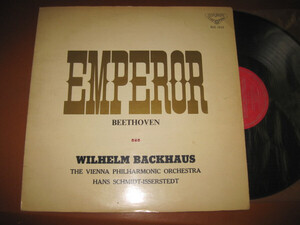 EMPEROR
BEETHOVEN
WILHELM BACKHAUS
THE VIENNA PHILHARMONIC ORCHESTRA
HANS SCHMIDT-ISSERSTEDT